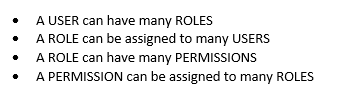 • A USER can have many ROLES
• A ROLE can be assigned to many USERS
• A ROLE can have many PERMISSIONS
• A PERMISSION can be assigned to many ROLES